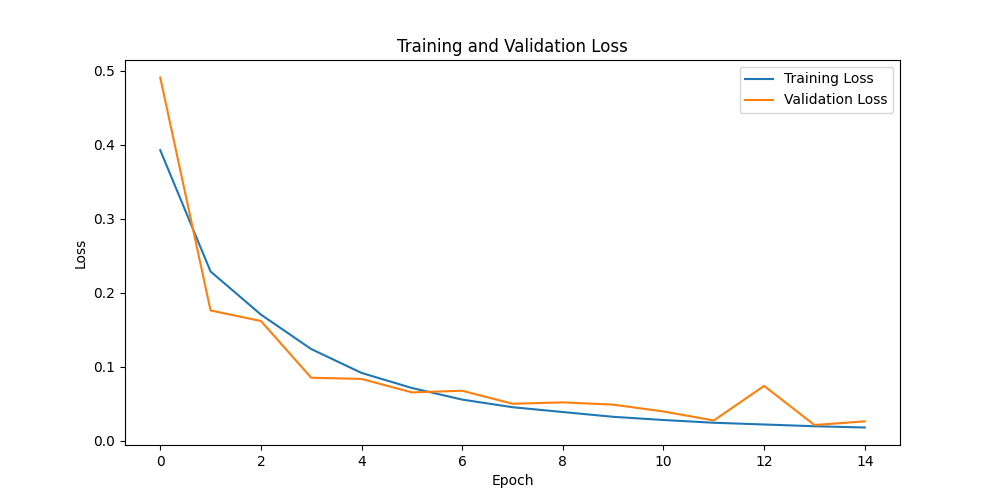 Training and Validation Loss
Training Loss
Validation Loss
0.5
0.4
0.3
0.2
0.1
0.0
Loss
0 2 4 6 8 10 12 14
Epoch